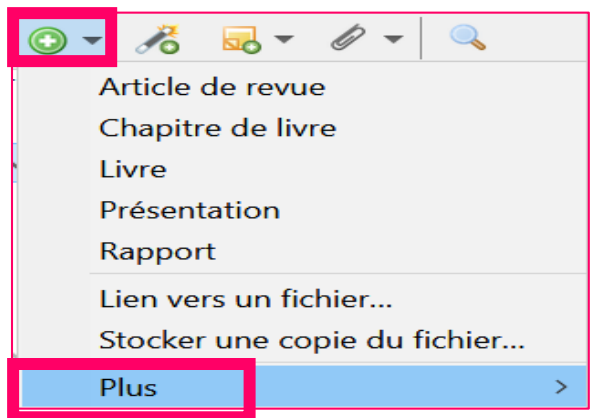 Article de revue
Chapitre de livre
Livre
Présentation
Rapport
Lien vers un fichier...
Stocker une copie du fichier...
Plus